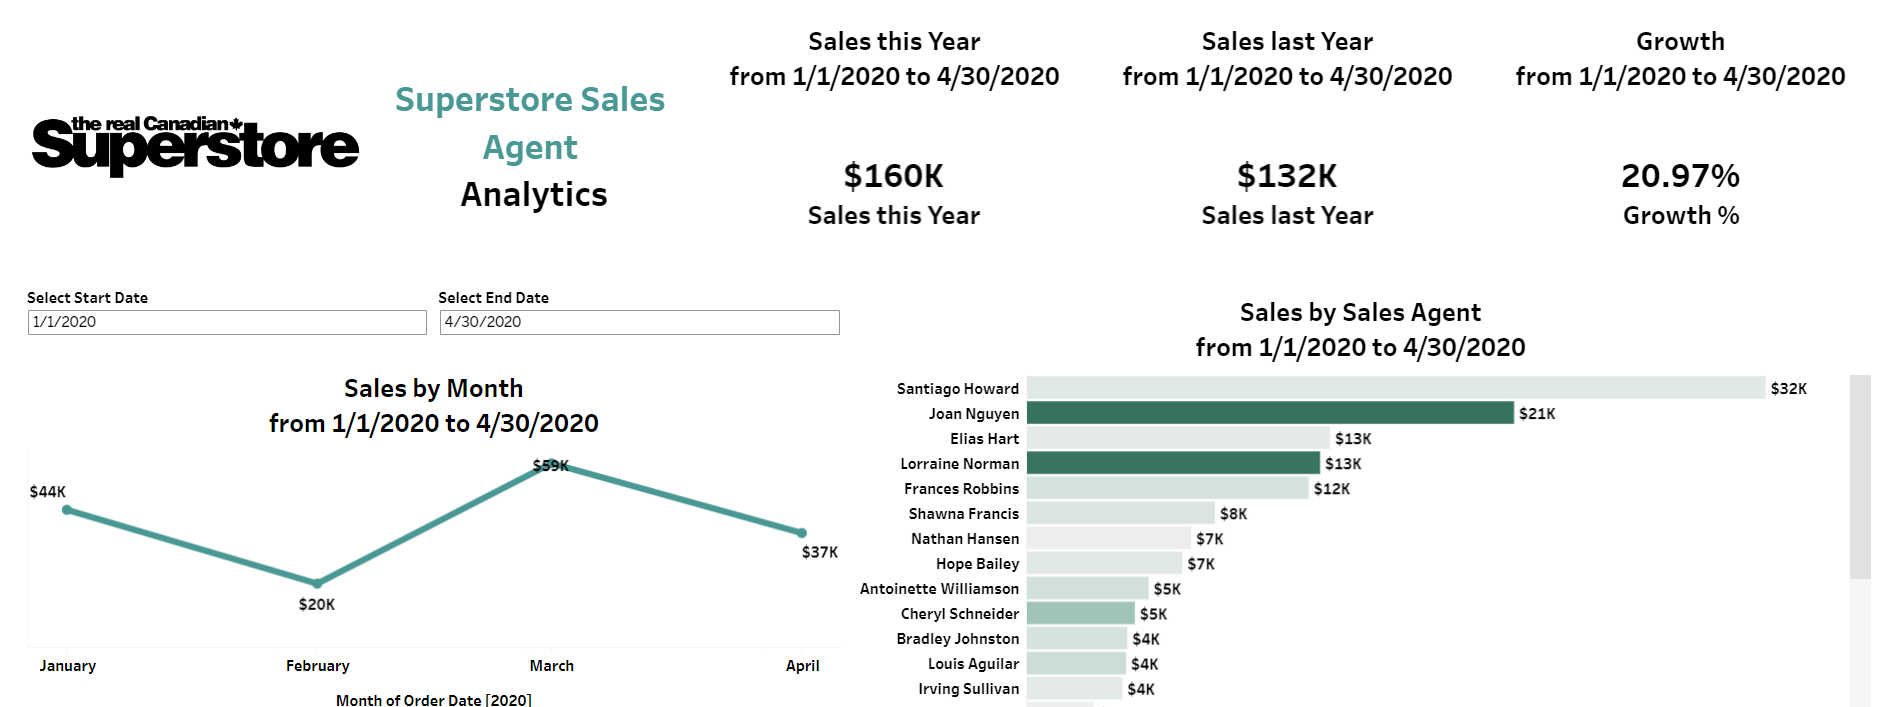 the real Canadian
Superstore
Superstore Sales
Agent
Analytics
Sales this Year
from 1/1/2020 to 4/30/2020
$160K
Sales this Year
Sales last Year
from 1/1/2020 to 4/30/2020
$132K
Sales last Year
Growth
from 1/1/2020 to 4/30/2020
20.97%
Growth %
Select Start Date
1/1/2020
Select End Date
4/30/2020
Sales by Month
from 1/1/2020 to 4/30/2020
$44K
$20K
$59K
$37K
January
February
March
April
Month of Order Date [2020]
Sales by Sales Agent
from 1/1/2020 to 4/30/2020
Santiago Howard $32K
Joan Nguyen $21K
Elias Hart $13K
Lorraine Norman $13K
Frances Robbins $12K
Shawna Francis $8K
Nathan Hansen $7K
Hope Bailey $7K
Antoinette Williamson $5K
Cheryl Schneider $5K
Bradley Johnston $4K
Louis Aguilar $4K
Irving Sullivan $4K